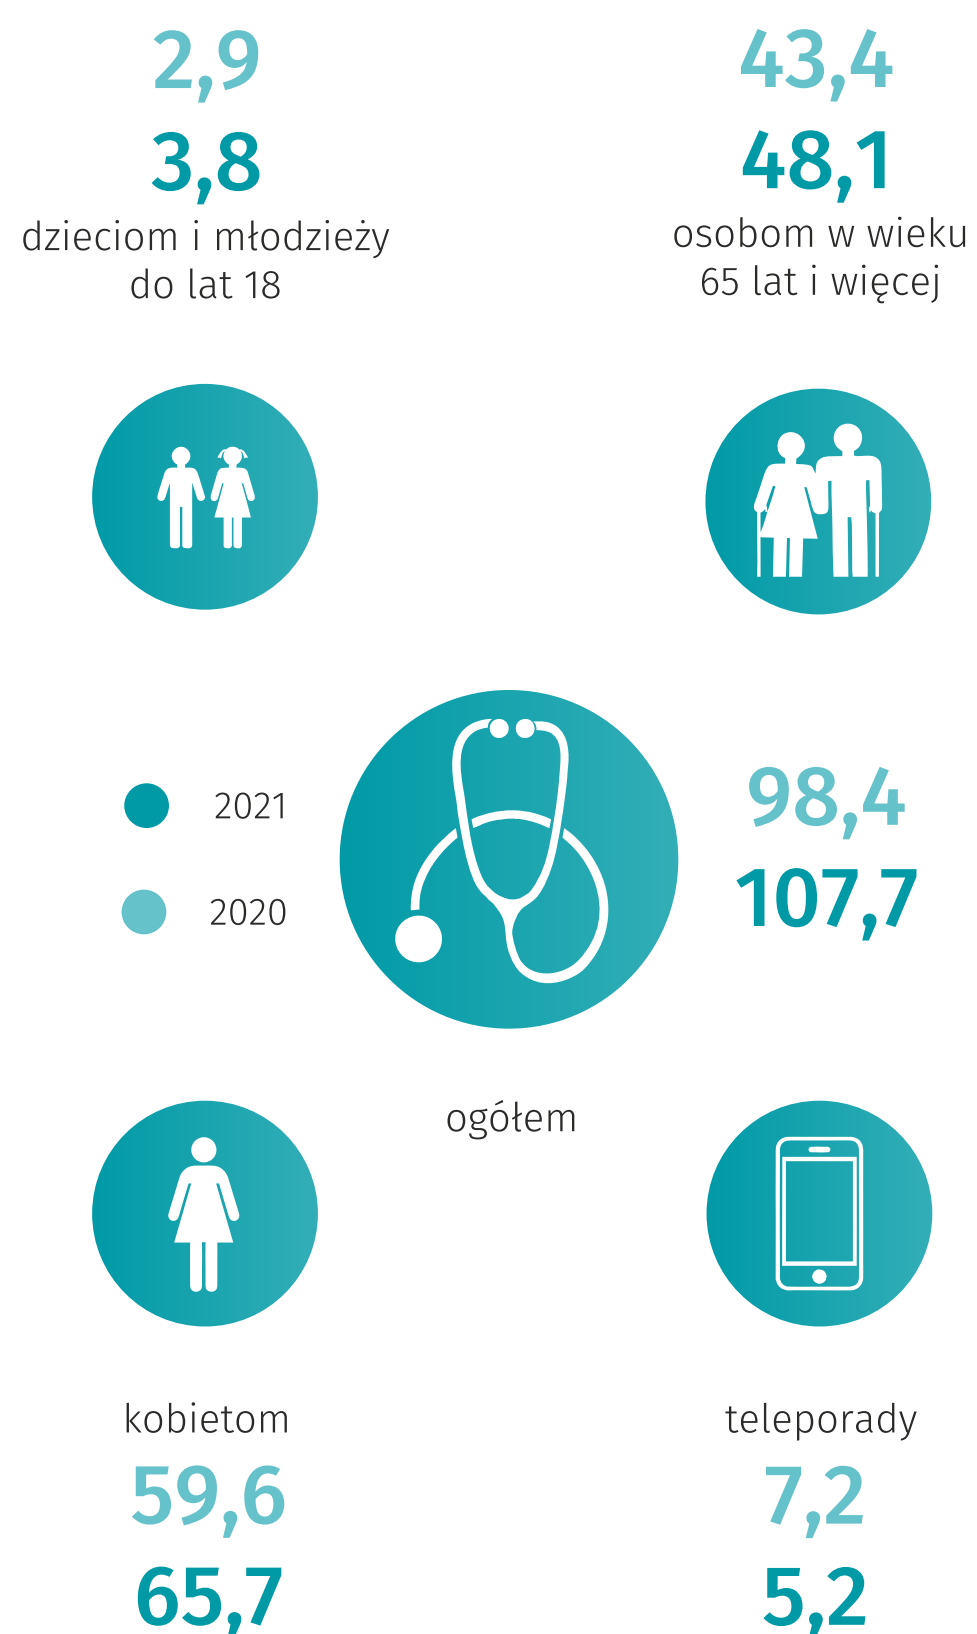 2,9
3,8
dzieciom i młodzieży
do lat 18
43,4
48,1
osobom w wieku
65 lat i więcej
2021
2020
98,4
107,7
ogółem
kobietom
59,6
65,7
teleporady
7,2
5,2